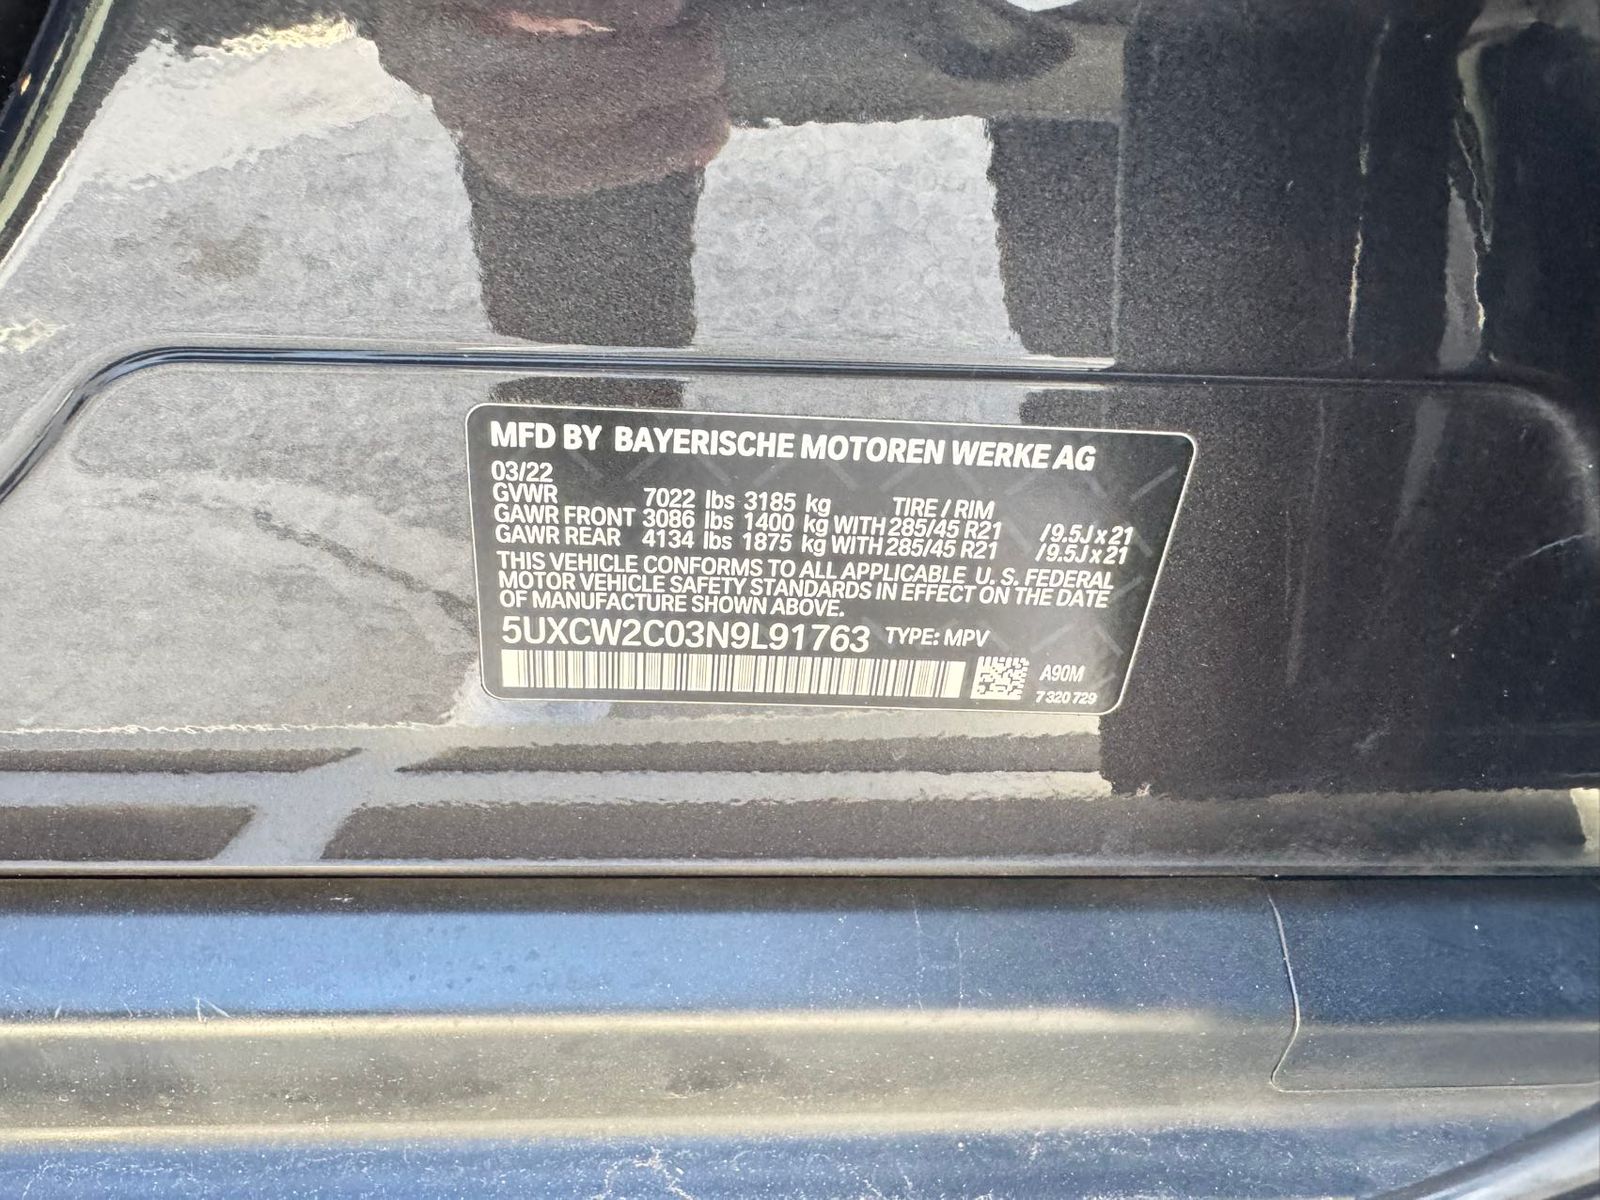 MFD BY BAYERISCHE MOTOREN WERKE AG
03/22
GVWR 7022 lbs 3185 kg TIRE / RIM
GAWR FRONT 3086 lbs 1400 kg WITH 285/45 R21 /9.5J x 21
GAWR REAR 4134 lbs 1875 kg WITH 285/45 R21 /9.5J x 21
THIS VEHICLE CONFORMS TO ALL APPLICABLE U. S. FEDERAL
MOTOR VEHICLE SAFETY STANDARDS IN EFFECT ON THE DATE
OF MANUFACTURE SHOWN ABOVE.
5UXCW2C03N9L91763 TYPE: MPV
A90M
7 320 729